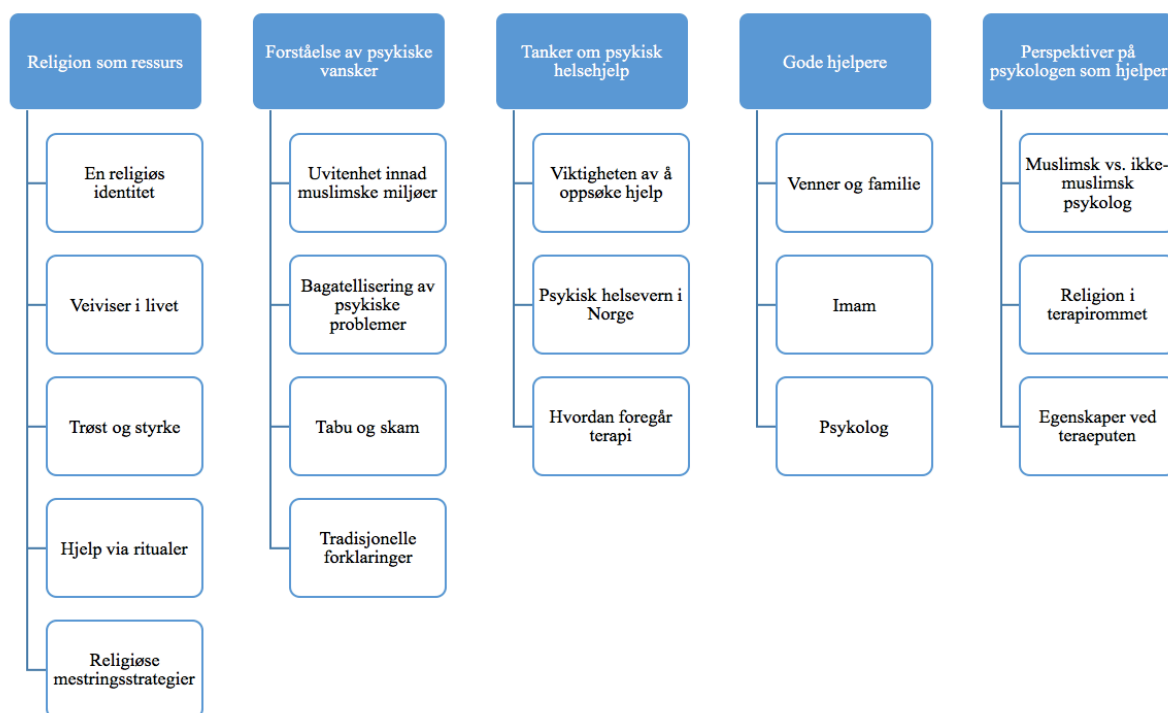 Religion som ressurs
En religiøs
identitet
Veiviser i livet
Trøst og styrke
Hjelp via ritualer
Religiøse
mestringsstrategier
Forståelse av psykiske
vansker
Uvitenhet innad
muslimske miljøer
Bagatellisering av
psykiske
problemer
Tabu og skam
Tradisjonelle
forklaringer
Tanker om psykisk
helsehjelp
Viktigheten av å
oppsøke hjelp
Psykisk helsevern i
Norge
Hvordan foregår
terapi
Gode hjelpere
Venner og familie
Imam
Psykolog
Perspektiver på
psykologen som hjelper
Muslimsk vs. ikke-
muslimsk
psykolog
Religion i
terapirommet
Egenskaper ved
teraeputen